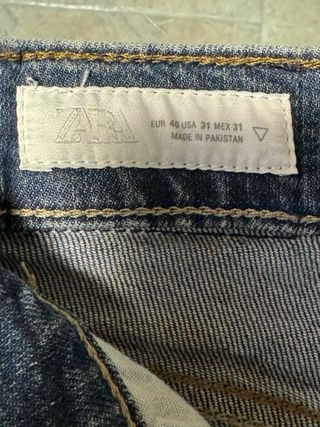 ZARA
EUR 40 USA 31 MEX 31
MADE IN PAKISTAN